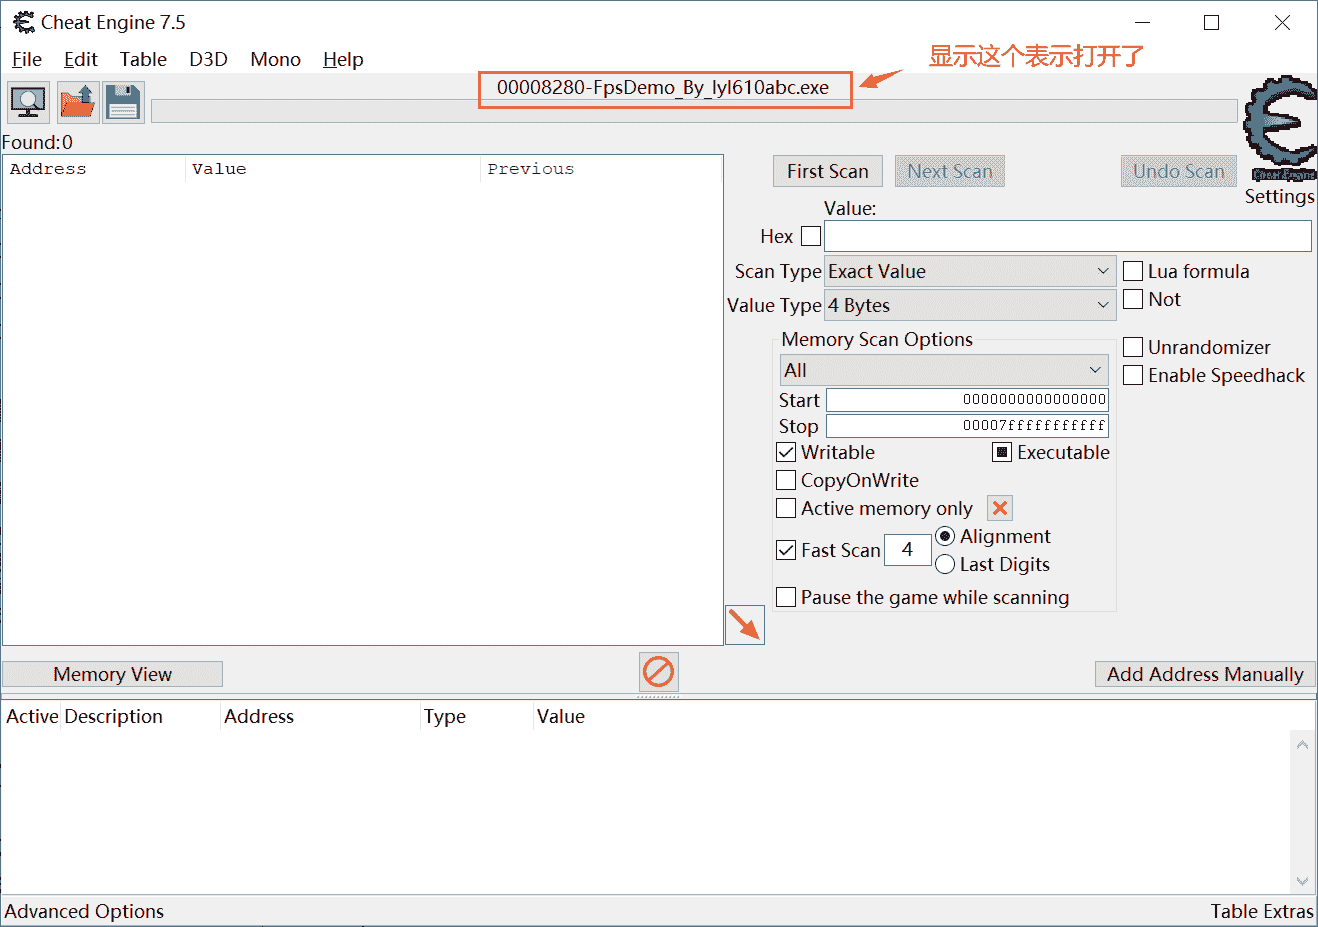 Cheat Engine 7.5
File Edit Table D3D Mono Help
显示这个表示打开了
00008280-FpsDemo_By_lyl610abc.exe
Found:0
Address Value Previous
First Scan Next Scan Undo Scan
Cheat Engine
Settings
Value:
Hex
Scan Type Exact Value Lua formula
Value Type 4 Bytes Not
Memory Scan Options
Unrandomizer
All
Enable Speedhack
Start 0000000000000000
Stop 00007fffffffffff
Writable Executable
CopyOnWrite
Active memory only
Fast Scan 4 Alignment
Last Digits
Pause the game while scanning
Memory View Add Address Manually
Active Description Address Type Value
Advanced Options Table Extras